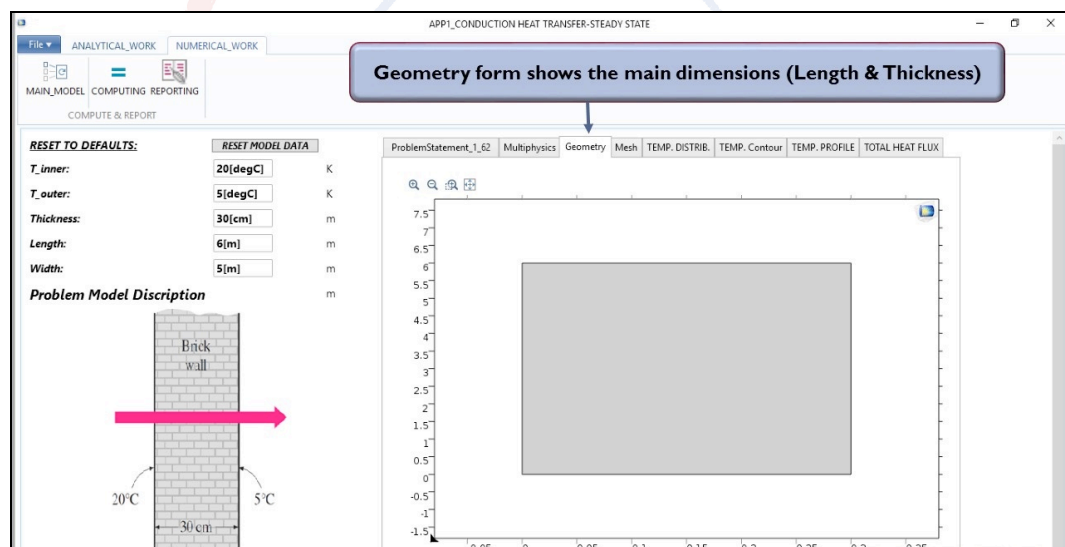 APP1_CONDUCTION HEAT TRANSFER-STEADY STATE
File ANALYTICAL_WORK NUMERICAL_WORK
MAIN_MODEL COMPUTING REPORTING
COMPUTE & REPORT
Geometry form shows the main dimensions (Length & Thickness)
RESET TO DEFAULTS: RESET MODEL DATA
T_inner: 20[degC] K
T_outer: 5[degC] K
Thickness: 30[cm] m
Length: 6[m] m
Width: 5[m] m
Problem Model Discription m
Brick
wall
20°C 5°C
30 cm
ProblemStatement_1_62 Multiphysics Geometry Mesh TEMP. DISTRIB. TEMP. Contour TEMP. PROFILE TOTAL HEAT FLUX
7.5
7
6.5
6
5.5
5
4.5
4
3.5
3
2.5
2
1.5
1
0.5
0
-0.5
-1
-1.5